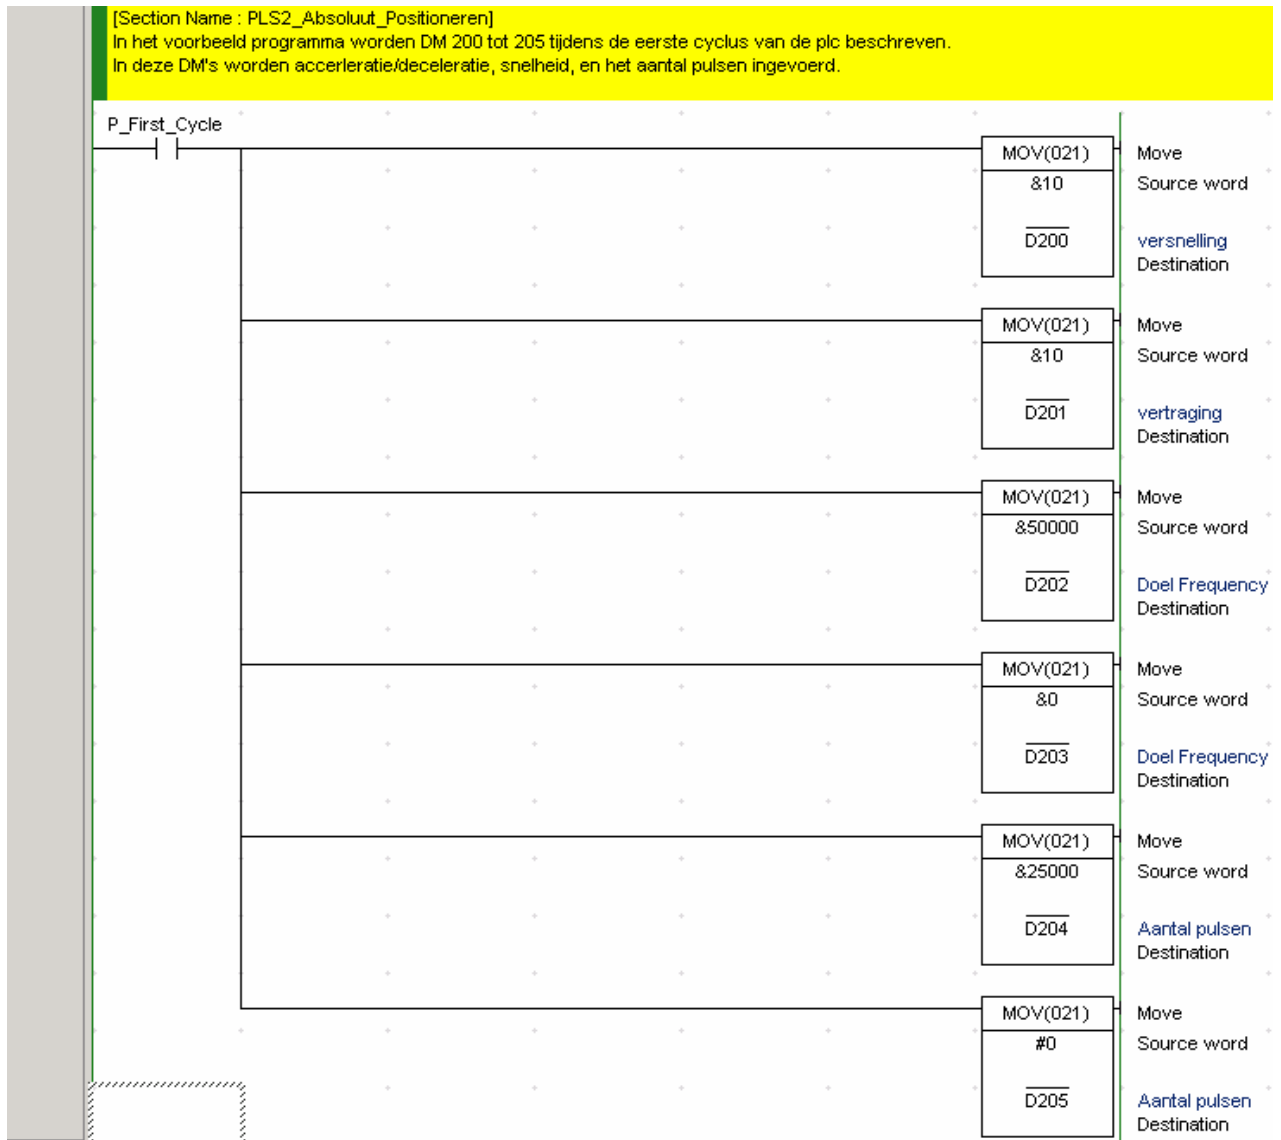 [Section Name : PLS2_Absoluut_Positioneren]
In het voorbeeld programma worden DM 200 tot 205 tijdens de eerste cyclus van de plc beschreven.
In deze DM's worden accerleratie/deceleratie, snelheid, en het aantal pulsen ingevoerd.
P_First_Cycle
MOV(021) Move
&10 Source word
D200 versnelling
Destination
MOV(021) Move
&10 Source word
D201 vertraging
Destination
MOV(021) Move
&50000 Source word
D202 Doel Frequency
Destination
MOV(021) Move
&0 Source word
D203 Doel Frequency
Destination
MOV(021) Move
&25000 Source word
D204 Aantal pulsen
Destination
MOV(021) Move
#0 Source word
D205 Aantal pulsen
Destination